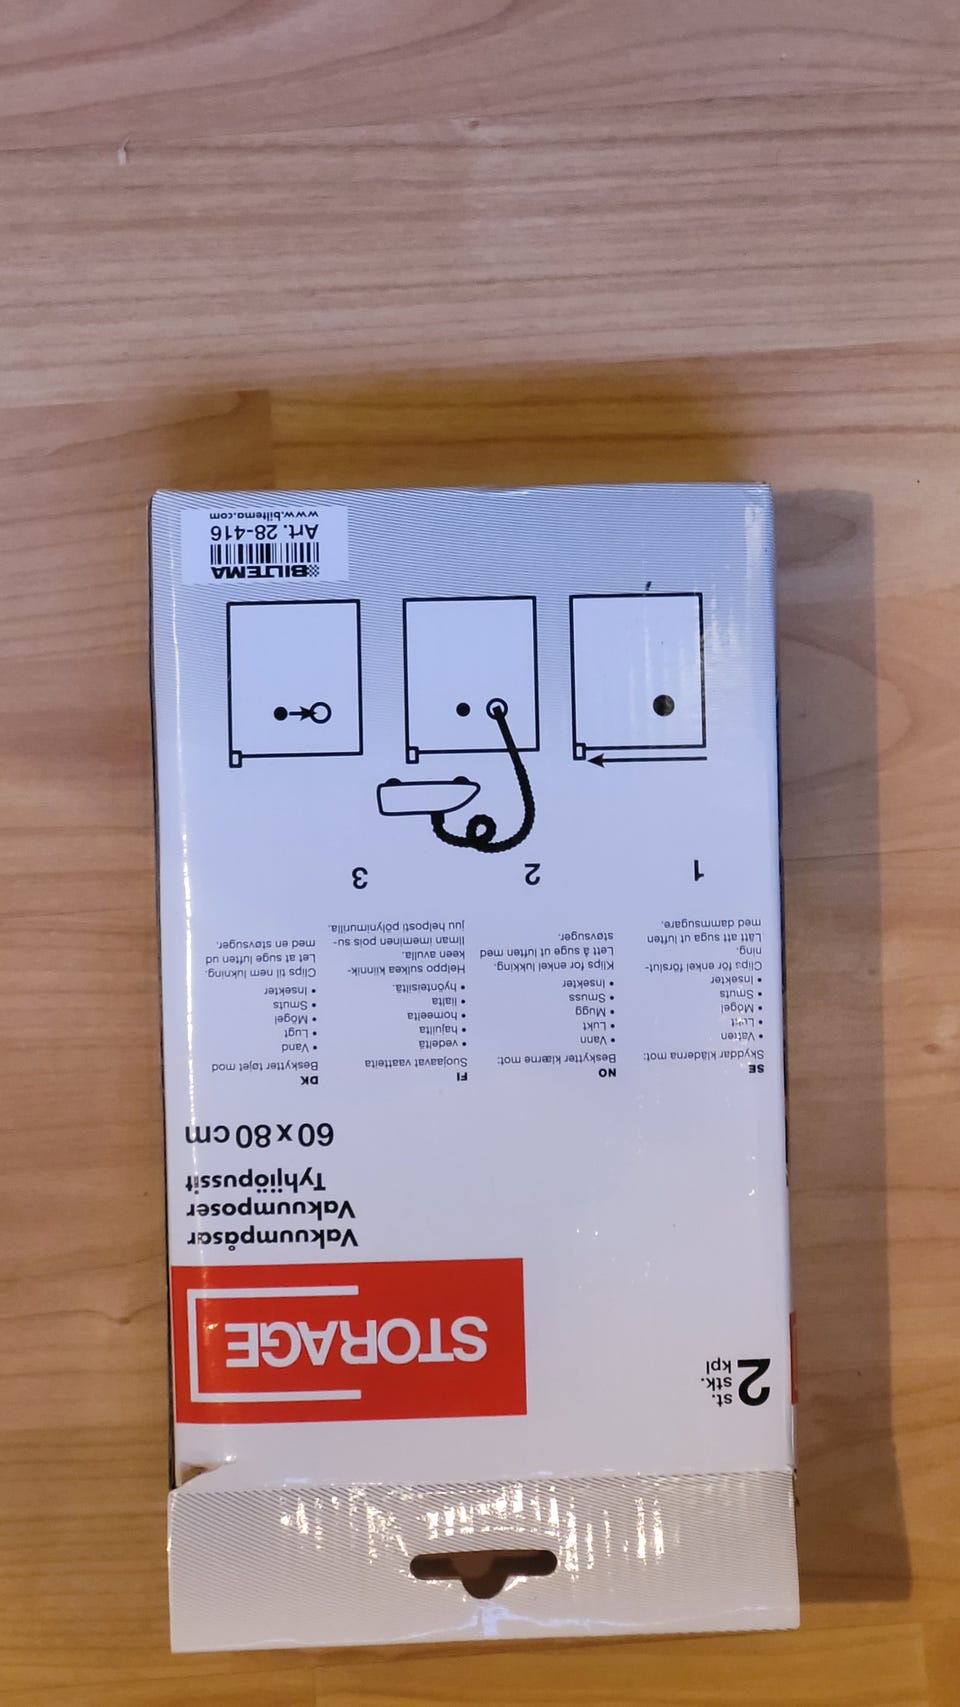 2
st.
stk.
kpl
STORAGE
Vakuumpåsar
Vakuumposer
Tyhjiöpussit
60 x 80 cm
SE
Skyddar kläderna mot:
• Vatten
• Lukt
• Mögel
• Smuts
• Insekter
Clips för enkel förslut-
ning.
Lätt att suga ut luften
med dammsugare.
NO
Beskytter klærne mot:
• Vann
• Lukt
• Mugg
• Smuss
• Insekter
Klips for enkel lukking.
Lett å suge ut luften med
støvsuger.
FI
Suojaavat vaatteita
• vedeltä
• hajuilta
• homeelta
• lialta
• hyönteisiltä.
Helppo sulkea kiinnik-
keen avulla.
Ilman imeminen pois su-
juu helposti pölynimurilla.
DK
Beskytter tøjet mod
• Vand
• Lugt
• Mögel
• Smuts
• Insekter
Clips til nem lukning.
Let at suge luften ud
med en støvsuger.
1
2
3
BILTEMA
Art. 28-416
www.biltema.com